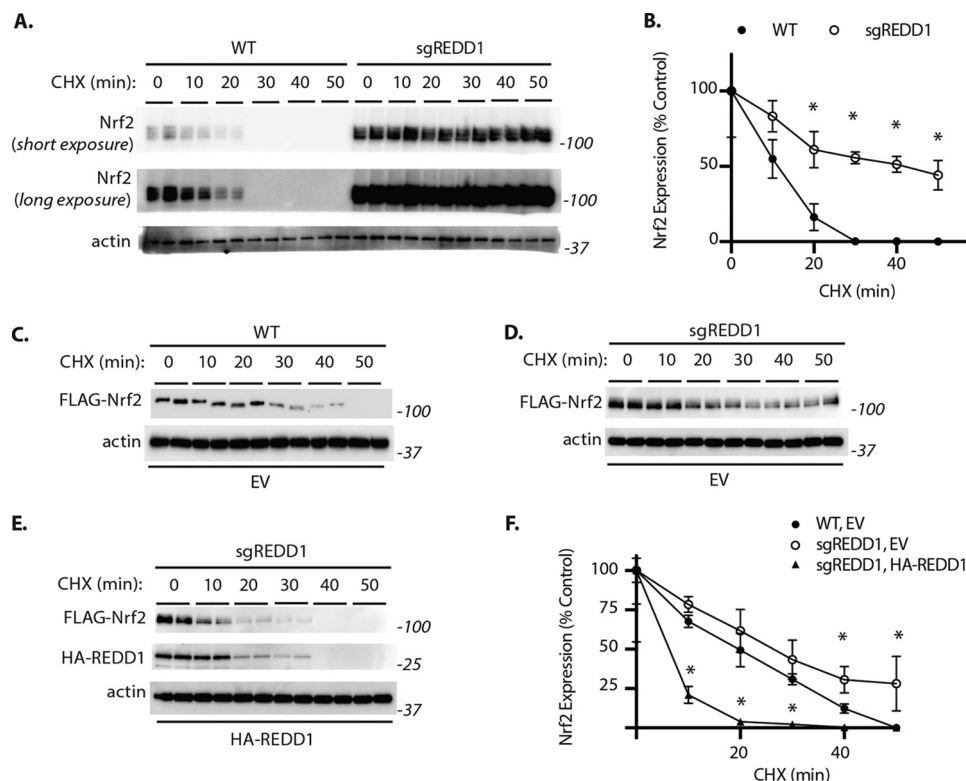 A.
WT sgREDD1
CHX (min): 0 10 20 30 40 50 0 10 20 30 40 50
Nrf2
(short exposure)
-100
Nrf2
(long exposure)
-100
actin
-37
B.
WT sgREDD1
Nrf2 Expression (% Control)
100
50
0
0 20 40
CHX (min)
* * * *
C.
WT
CHX (min): 0 10 20 30 40 50
FLAG-Nrf2
-100
actin
-37
EV
D.
sgREDD1
CHX (min): 0 10 20 30 40 50
FLAG-Nrf2
-100
actin
-37
EV
E.
sgREDD1
CHX (min): 0 10 20 30 40 50
FLAG-Nrf2
-100
HA-REDD1
-25
actin
-37
HA-REDD1
F.
WT, EV
sgREDD1, EV
sgREDD1, HA-REDD1
Nrf2 Expression (% Control)
100
75
50
25
20 40
CHX (min)
* * * * *